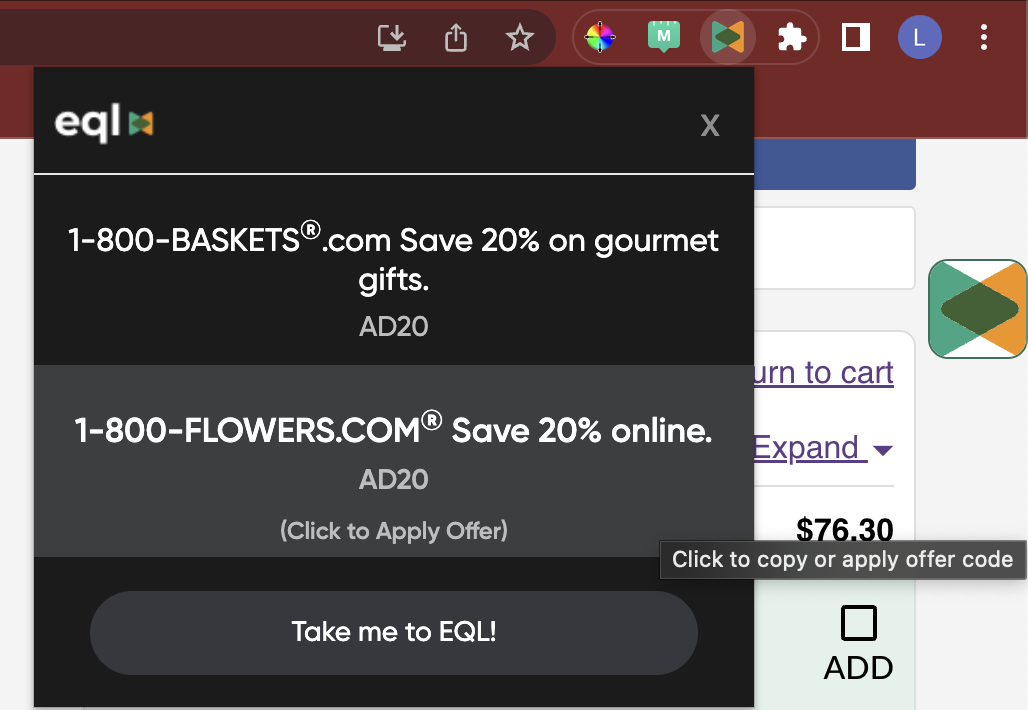 M
L
eql
X
1-800-BASKETS®.com Save 20% on gourmet
gifts.
AD20
1-800-FLOWERS.COM® Save 20% online.
AD20
(Click to Apply Offer)
Take me to EQL!
urn to cart
Expand
$76.30
Click to copy or apply offer code
ADD